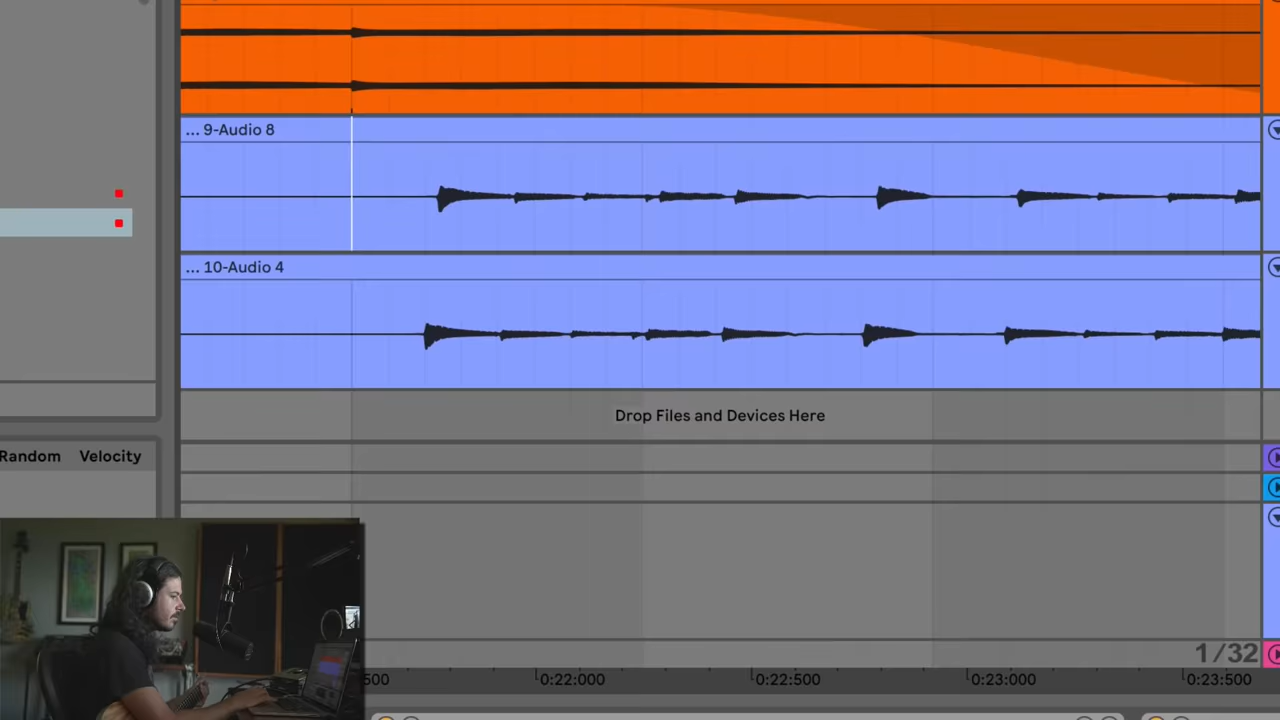 ... 9-Audio 8
... 10-Audio 4
Drop Files and Devices Here
Random Velocity
1/32
500 0:22:000 0:22:500 0:23:000 0:23:500